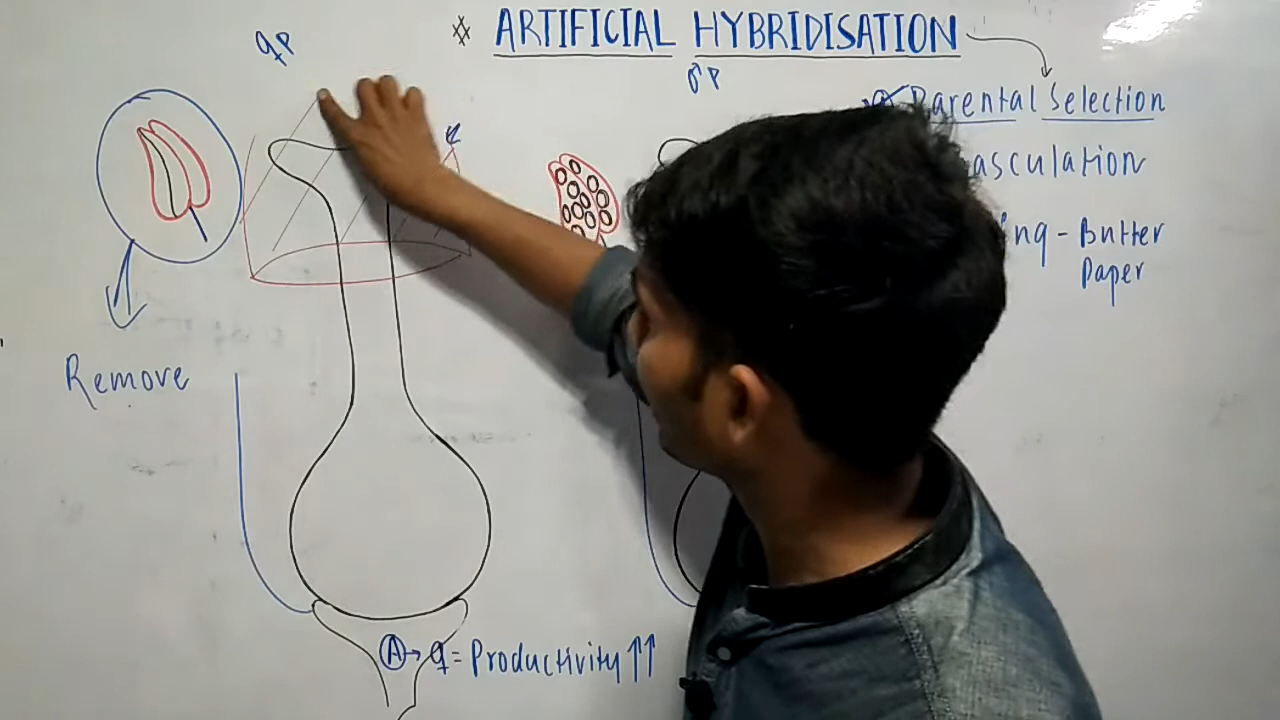 * ARTIFICIAL HYBRIDISATION
♀P
♂P
Parental Selection
asculation
ing - Butter
Paper
Remove
Ⓐ→ ♀ = Productivity ↑↑